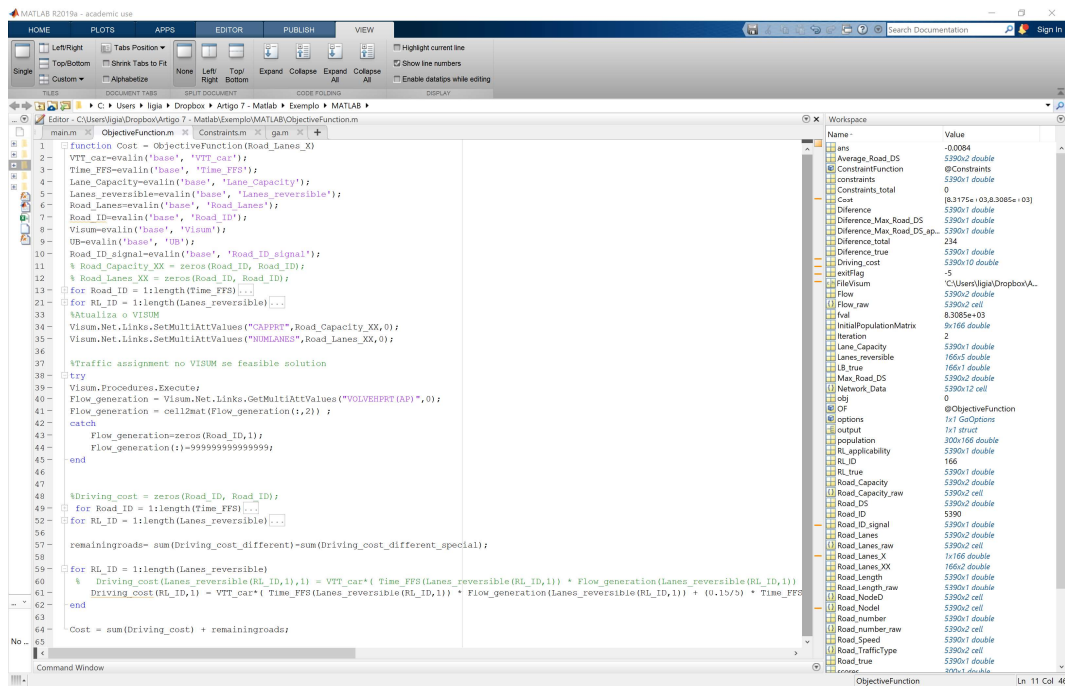 MATLAB R2019a - academic use
HOME PLOTS APPS EDITOR PUBLISH VIEW
Search Documentation Sign In
Left/Right Tabs Position Highlight current line
Top/Bottom Shrink Tabs to Fit Show line numbers
Single Custom Alphabetize None Left/Right Top/Bottom Expand Collapse Expand All Collapse All Enable datatips while editing
TILES DOCUMENT TABS SPLIT DOCUMENT CODE FOLDING DISPLAY
C: Users ligia Dropbox Artigo 7 - Matlab Exemplo MATLAB
Editor - C:\Users\ligia\Dropbox\Artigo 7 - Matlab\Exemplo\MATLAB\ObjectiveFunction.m
main.m ObjectiveFunction.m Constraints.m ga.m
1 function Cost = ObjectiveFunction(Road_Lanes_X)
2 - VTT_car=evalin('base', 'VTT_car');
3 - Time_FFS=evalin('base', 'Time_FFS');
4 - Lane_Capacity=evalin('base', 'Lane_Capacity');
5 - Lanes_reversible=evalin('base', 'Lanes_reversible');
6 - Road_Lanes=evalin('base', 'Road_Lanes');
7 - Road_ID=evalin('base', 'Road_ID');
8 - Visum=evalin('base', 'Visum');
9 - UB=evalin('base', 'UB');
10 - Road_ID_signal=evalin('base', 'Road_ID_signal');
11 % Road_Capacity_XX = zeros(Road_ID, Road_ID);
12 % Road_Lanes_XX = zeros(Road_ID, Road_ID);
13 - for Road_ID = 1:length(Time_FFS) ...
21 - for RL_ID = 1:length(Lanes_reversible) ...
33 %Atualiza o VISUM
34 - Visum.Net.Links.SetMultiAttValues("CAPPRT",Road_Capacity_XX,0);
35 - Visum.Net.Links.SetMultiAttValues("NUMLANES",Road_Lanes_XX,0);
36
37 %Traffic assignment no VISUM se feasible solution
38 - try
39 - Visum.Procedures.Execute;
40 - Flow_generation = Visum.Net.Links.GetMultiAttValues("VOLVEHPRT(AP)",0);
41 - Flow_generation = cell2mat(Flow_generation(:,2)) ;
42 - catch
43 - Flow_generation=zeros(Road_ID,1);
44 - Flow_generation(:)=999999999999999;
45 - end
46
47
48 %Driving_cost = zeros(Road_ID, Road_ID);
49 - for Road_ID = 1:length(Time_FFS) ...
52 - for RL_ID = 1:length(Lanes_reversible) ...
56
57 - remainingroads= sum(Driving_cost_different)-sum(Driving_cost_different_special);
58
59 - for RL_ID = 1:length(Lanes_reversible)
60 % Driving_cost(Lanes_reversible(RL_ID,1),1) = VTT_car*( Time_FFS(Lanes_reversible(RL_ID,1)) * Flow_generation(Lanes_reversible(RL_ID,1))
61 - Driving_cost(RL_ID,1) = VTT_car*( Time_FFS(Lanes_reversible(RL_ID,1)) * Flow_generation(Lanes_reversible(RL_ID,1)) + (0.15/5) * Time_FFS
62 - end
63
64 - Cost = sum(Driving_cost) + remainingroads;
65
No ...
Command Window
Workspace
Name Value
ans -0.0084
Average_Road_DS 5390x2 double
ConstraintFunction @Constraints
constraints 5390x1 double
Constraints_total 0
Cost [8.3175e+03,8.3085e+03]
Diference 5390x1 double
Diference_Max_Road_DS 5390x1 double
Diference_Max_Road_DS_ap... 5390x1 double
Diference_total 234
Diference_true 5390x1 double
Driving_cost 5390x10 double
exitFlag -5
FileVisum 'C:\Users\ligia\Dropbox\A...
Flow 5390x2 double
Flow_raw 5390x2 cell
fval 8.3085e+03
InitialPopulationMatrix 9x166 double
Iteration 2
Lane_Capacity 5390x1 double
Lanes_reversible 166x5 double
LB_true 166x1 double
Max_Road_DS 5390x2 double
Network_Data 5390x12 cell
obj 0
OF @ObjectiveFunction
options 1x1 GaOptions
output 1x1 struct
population 300x166 double
RL_applicability 5390x1 double
RL_ID 166
RL_true 5390x1 double
Road_Capacity 5390x2 double
Road_Capacity_raw 5390x2 cell
Road_DS 5390x2 double
Road_ID 5390
Road_ID_signal 5390x1 double
Road_Lanes 5390x2 double
Road_Lanes_raw 5390x2 cell
Road_Lanes_X 1x166 double
Road_Lanes_XX 166x2 double
Road_Length 5390x1 double
Road_Length_raw 5390x1 double
Road_NodeD 5390x2 cell
Road_NodeI 5390x2 cell
Road_number 5390x1 double
Road_number_raw 5390x2 cell
Road_Speed 5390x1 double
Road_TrafficType 5390x2 cell
Road_true 5390x1 double
scores 300x1 double
ObjectiveFunction Ln 11 Col 46